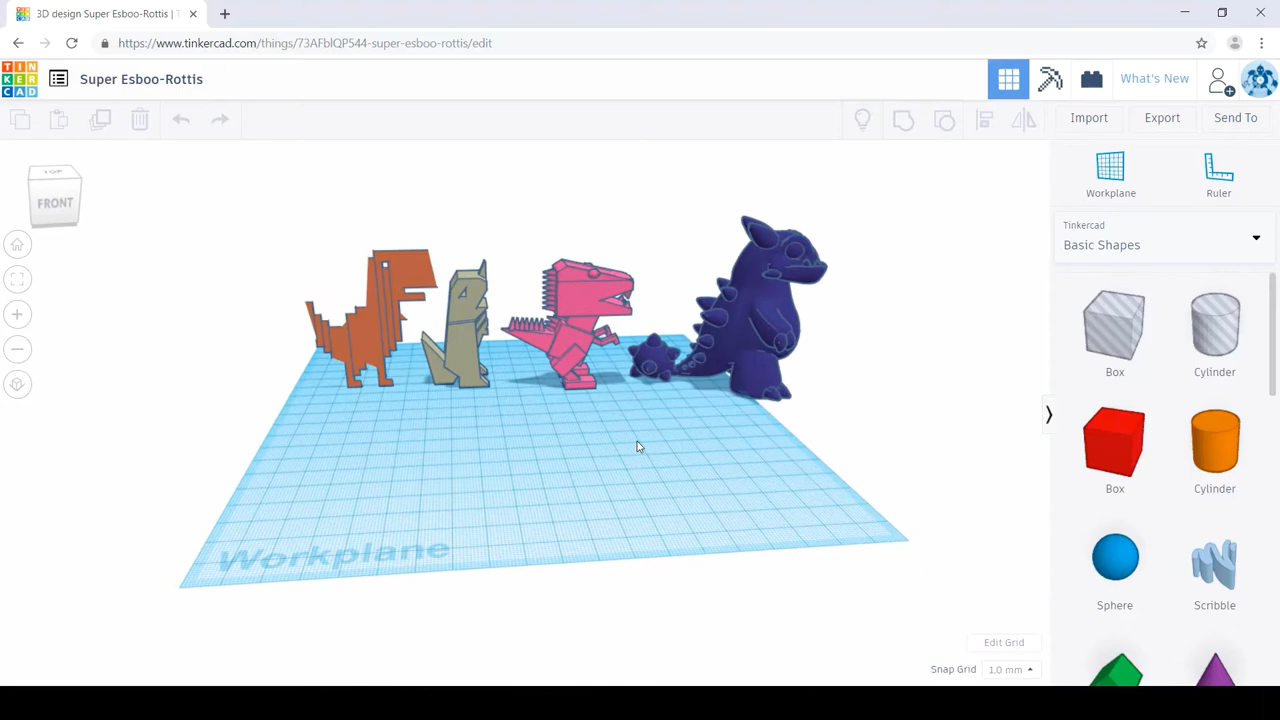 3D design Super Esboo-Rottis | T
https://www.tinkercad.com/things/73AFblQP544-super-esboo-rottis/edit
TIN
KER
CAD
Super Esboo-Rottis
What's New
Import
Export
Send To
TOP
FRONT
Workplane
Ruler
Tinkercad
Basic Shapes
Box
Cylinder
Box
Cylinder
Sphere
Scribble
Workplane
Edit Grid
Snap Grid
1.0 mm